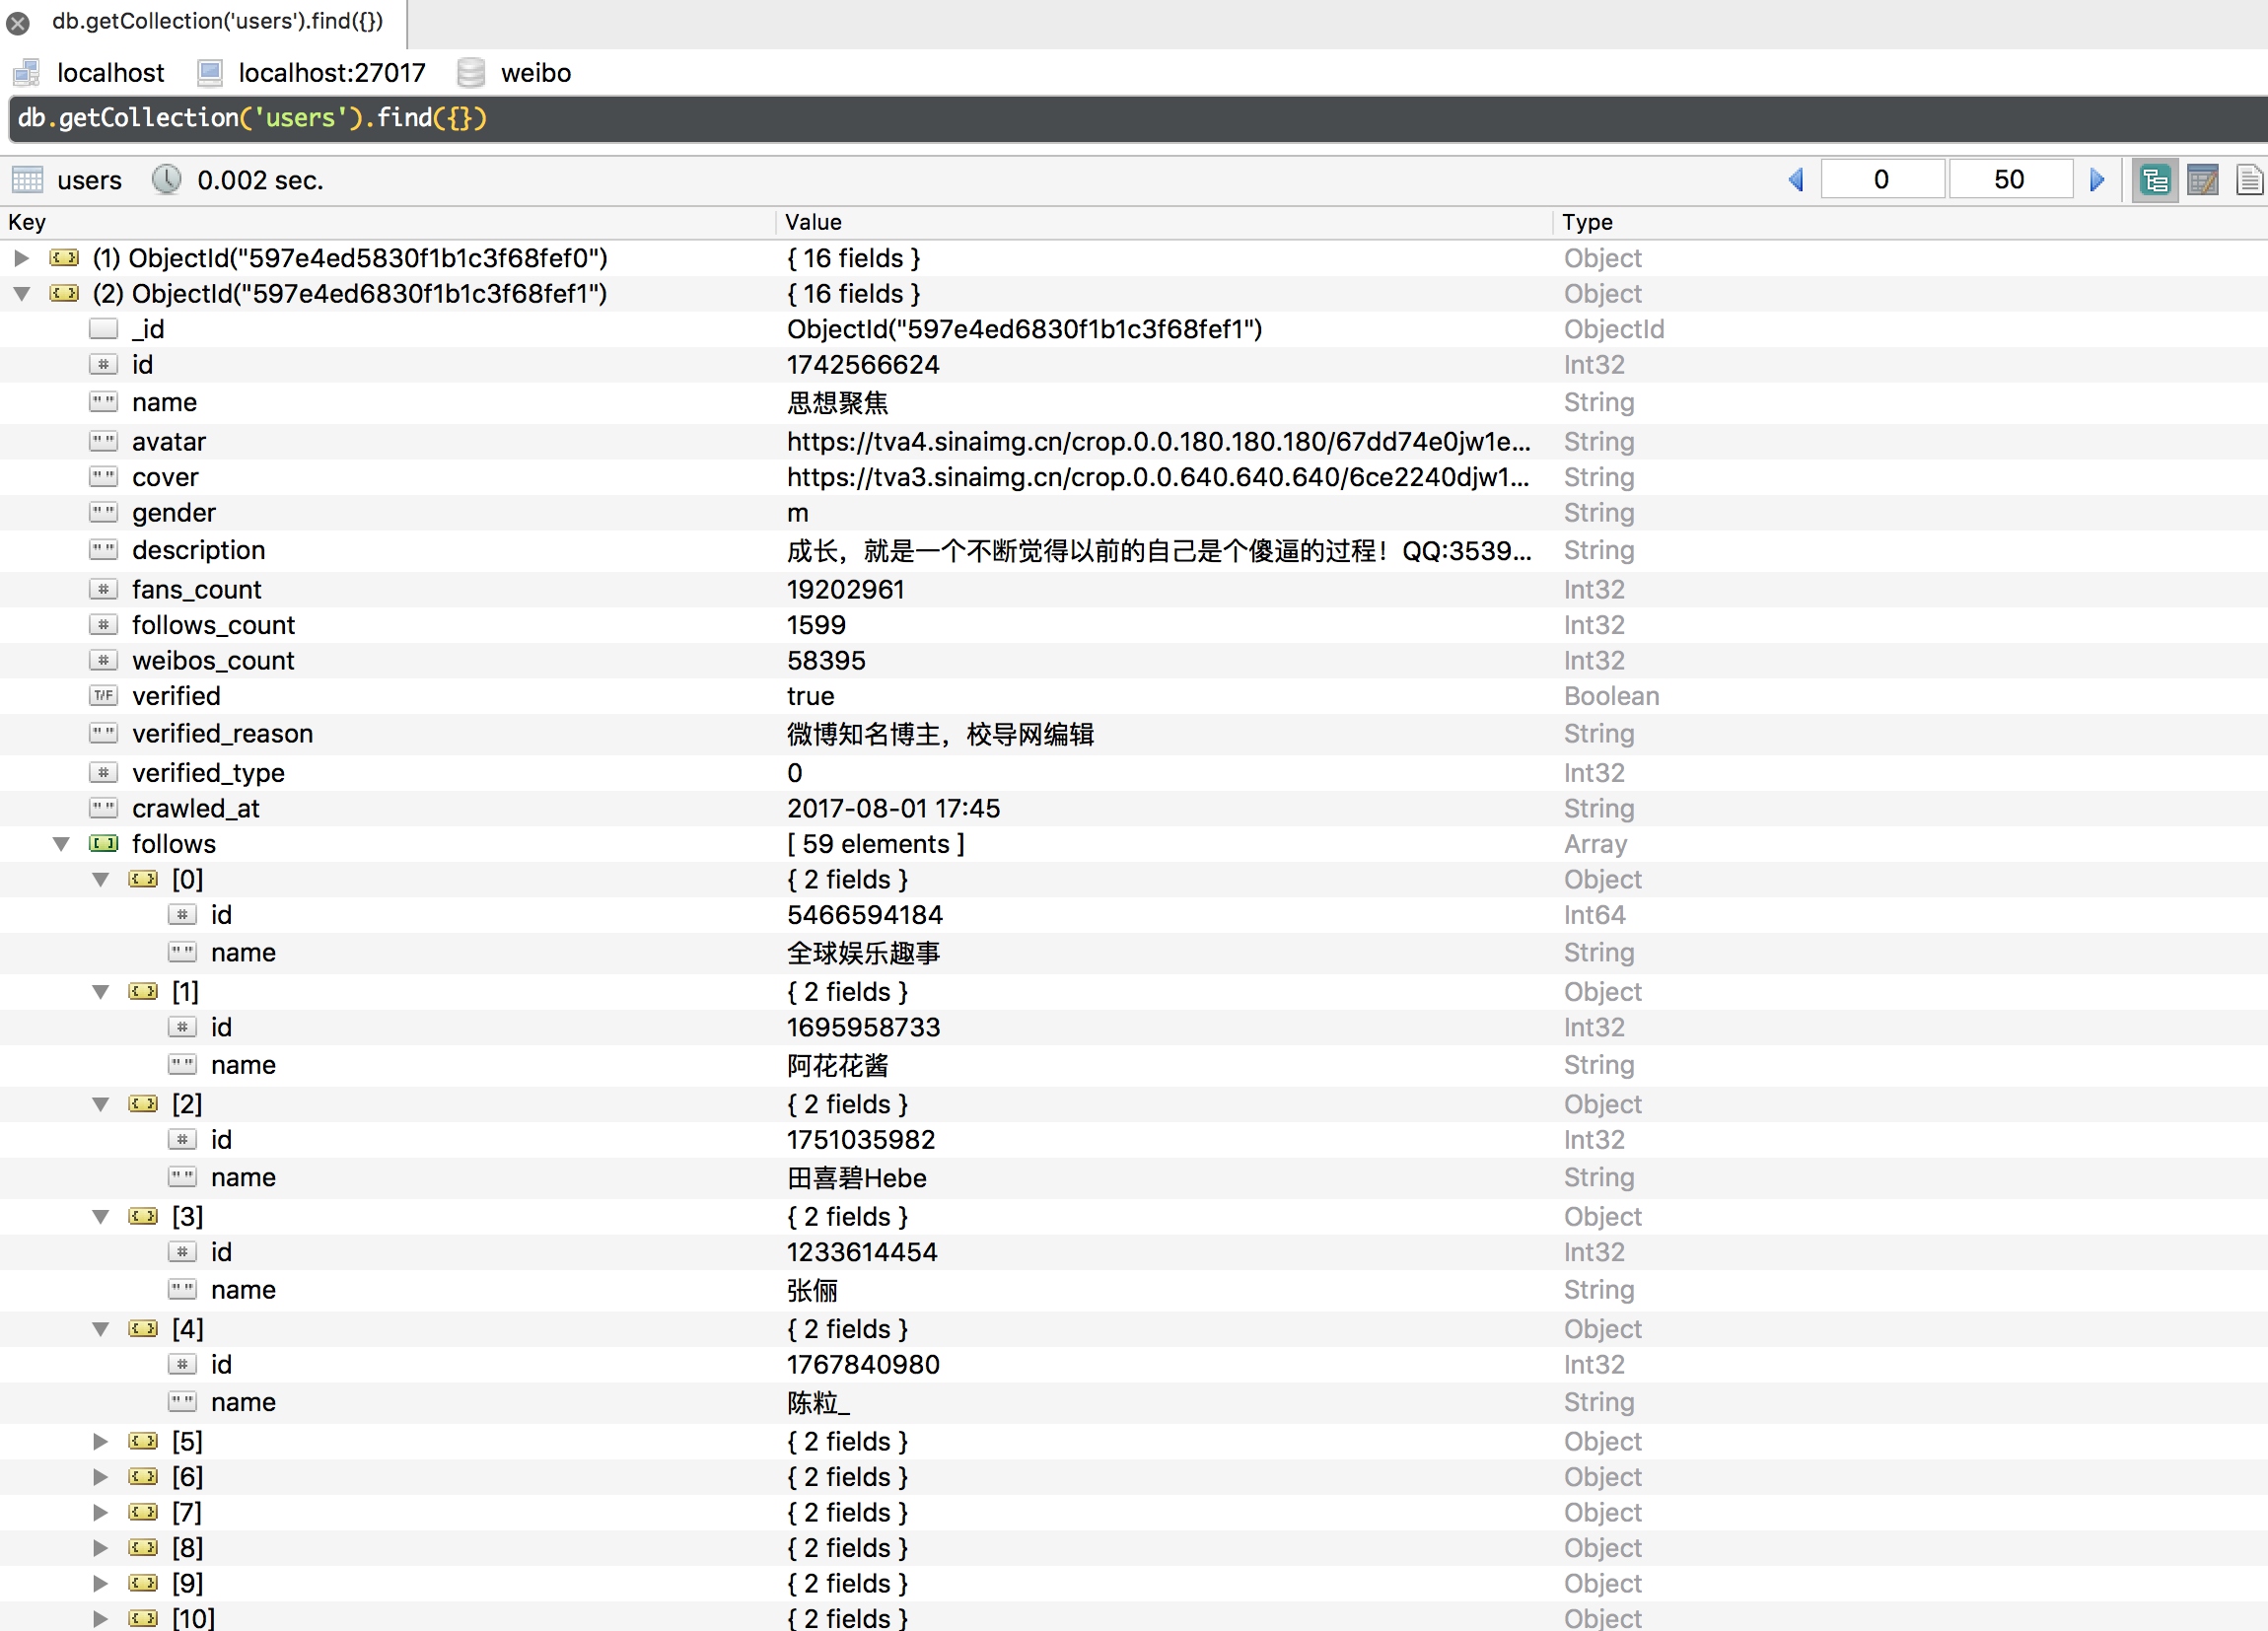 db.getCollection('users').find({})
localhost localhost:27017 weibo
db.getCollection('users').find({})
users 0.002 sec. 0 50
Key Value Type
(1) ObjectId("597e4ed5830f1b1c3f68fef0") { 16 fields } Object
(2) ObjectId("597e4ed6830f1b1c3f68fef1") { 16 fields } Object
_id ObjectId("597e4ed6830f1b1c3f68fef1") ObjectId
# id 1742566624 Int32
"" name 思想聚焦 String
"" avatar https://tva4.sinaimg.cn/crop.0.0.180.180.180/67dd74e0jw1e... String
"" cover https://tva3.sinaimg.cn/crop.0.0.640.640.640/6ce2240djw1... String
"" gender m String
"" description 成长，就是一个不断觉得以前的自己是个傻逼的过程！QQ:3539... String
# fans_count 19202961 Int32
# follows_count 1599 Int32
# weibos_count 58395 Int32
T/F verified true Boolean
"" verified_reason 微博知名博主，校导网编辑 String
# verified_type 0 Int32
"" crawled_at 2017-08-01 17:45 String
follows [ 59 elements ] Array
[0] { 2 fields } Object
# id 5466594184 Int64
"" name 全球娱乐趣事 String
[1] { 2 fields } Object
# id 1695958733 Int32
"" name 阿花花酱 String
[2] { 2 fields } Object
# id 1751035982 Int32
"" name 田喜碧Hebe String
[3] { 2 fields } Object
# id 1233614454 Int32
"" name 张俪 String
[4] { 2 fields } Object
# id 1767840980 Int32
"" name 陈粒_ String
[5] { 2 fields } Object
[6] { 2 fields } Object
[7] { 2 fields } Object
[8] { 2 fields } Object
[9] { 2 fields } Object
[10] { 2 fields } Object